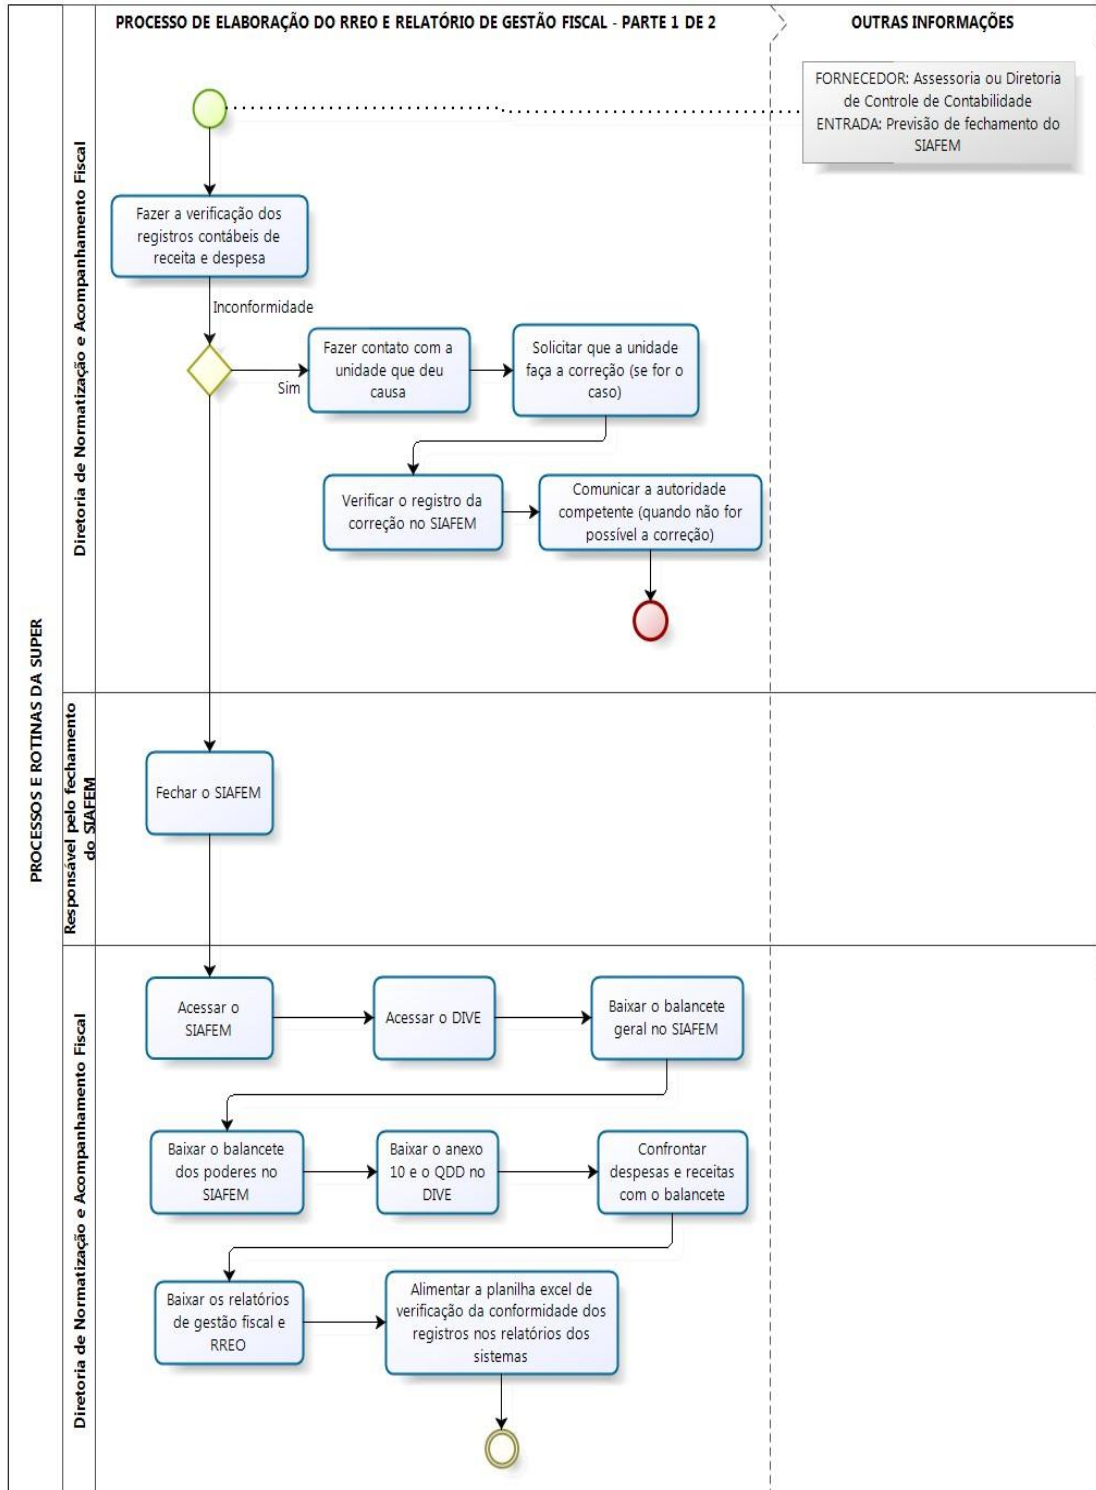 PROCESSO DE ELABORAÇÃO DO RREO E RELATÓRIO DE GESTÃO FISCAL - PARTE 1 DE 2
OUTRAS INFORMAÇÕES
PROCESSOS E ROTINAS DA SUPER
Diretoria de Normatização e Acompanhamento Fiscal
FORNECEDOR: Assessoria ou Diretoria
de Controle de Contabilidade
ENTRADA: Previsão de fechamento do
SIAFEM
Fazer a verificação dos
registros contábeis de
receita e despesa
Inconformidade
Sim
Fazer contato com a
unidade que deu
causa
Solicitar que a unidade
faça a correção (se for o
caso)
Verificar o registro da
correção no SIAFEM
Comunicar a autoridade
competente (quando não for
possível a correção)
Responsável pelo fechamento
do SIAFEM
Fechar o SIAFEM
Diretoria de Normatização e Acompanhamento Fiscal
Acessar o
SIAFEM
Acessar o DIVE
Baixar o balancete
geral no SIAFEM
Baixar o balancete
dos poderes no
SIAFEM
Baixar o anexo
10 e o QDD no
DIVE
Confrontar
despesas e receitas
com o balancete
Baixar os relatórios
de gestão fiscal e
RREO
Alimentar a planilha excel de
verificação da conformidade dos
registros nos relatórios dos
sistemas